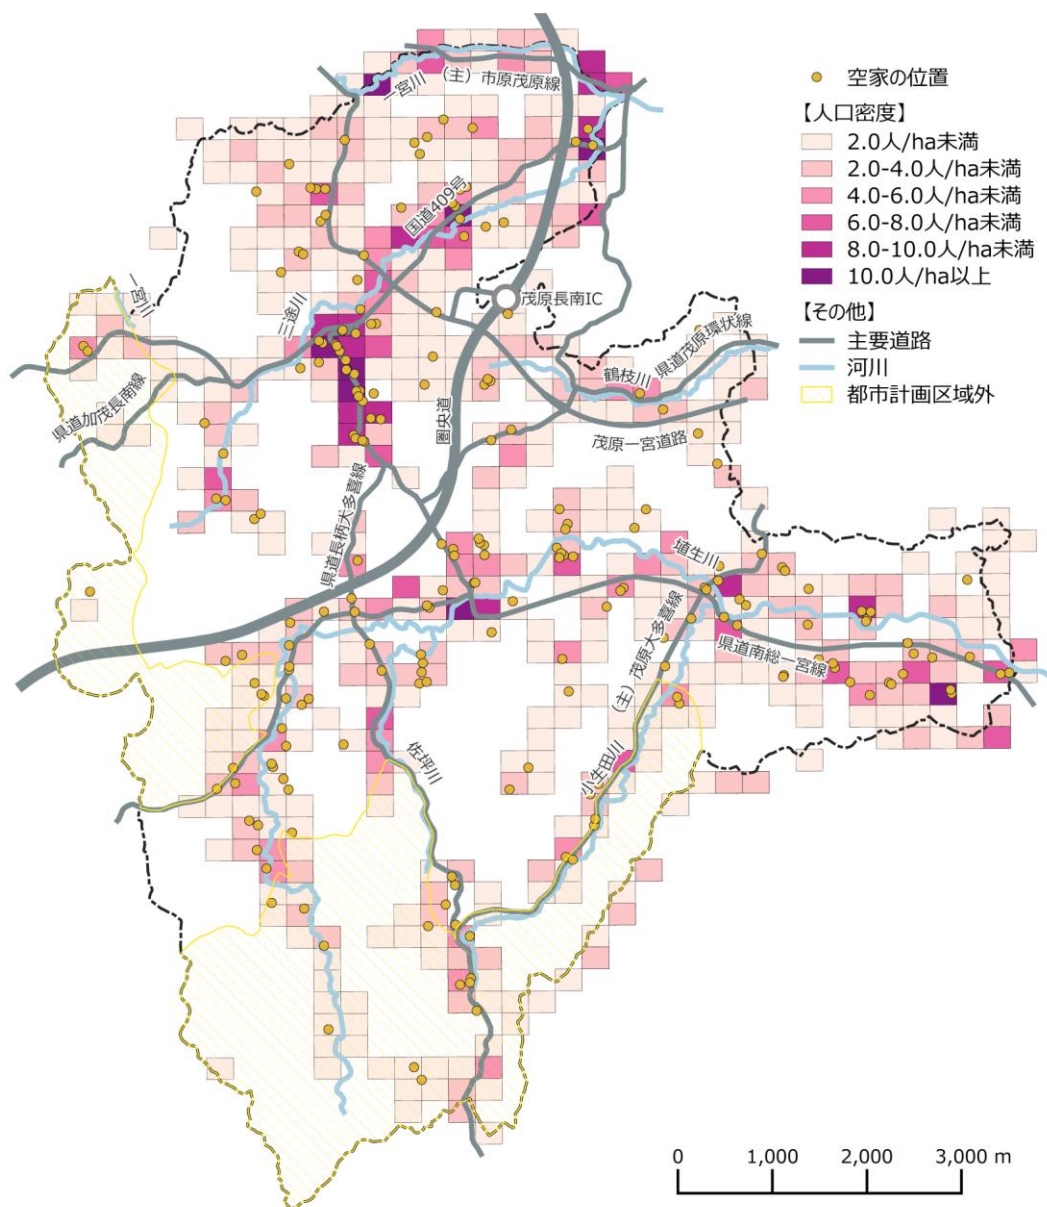 空家の位置
【人口密度】
2.0人/ha未満
2.0-4.0人/ha未満
4.0-6.0人/ha未満
6.0-8.0人/ha未満
8.0-10.0人/ha未満
10.0人/ha以上
【その他】
主要道路
河川
都市計画区域外
一宮川
（主）市原茂原線
国道409号
一宮川
三途川
茂原長南IC
県道茂原環状線
鶴枝川
県道加茂長南線
圏央道
茂原一宮道路
県道長柄大多喜線
埴生川
（主）茂原大多喜線
県道南総一宮線
佐坪川
小生田川
0 1,000 2,000 3,000 m